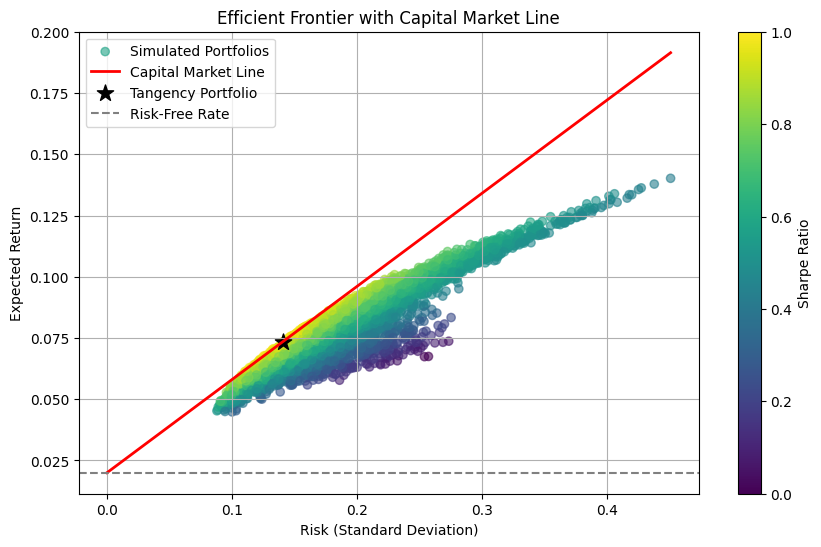 Efficient Frontier with Capital Market Line
Simulated Portfolios
Capital Market Line
Tangency Portfolio
Risk-Free Rate
Expected Return
0.200
0.175
0.150
0.125
0.100
0.075
0.050
0.025
0.0
0.1
0.2
0.3
0.4
Risk (Standard Deviation)
1.0
0.8
0.6
0.4
0.2
0.0
Sharpe Ratio